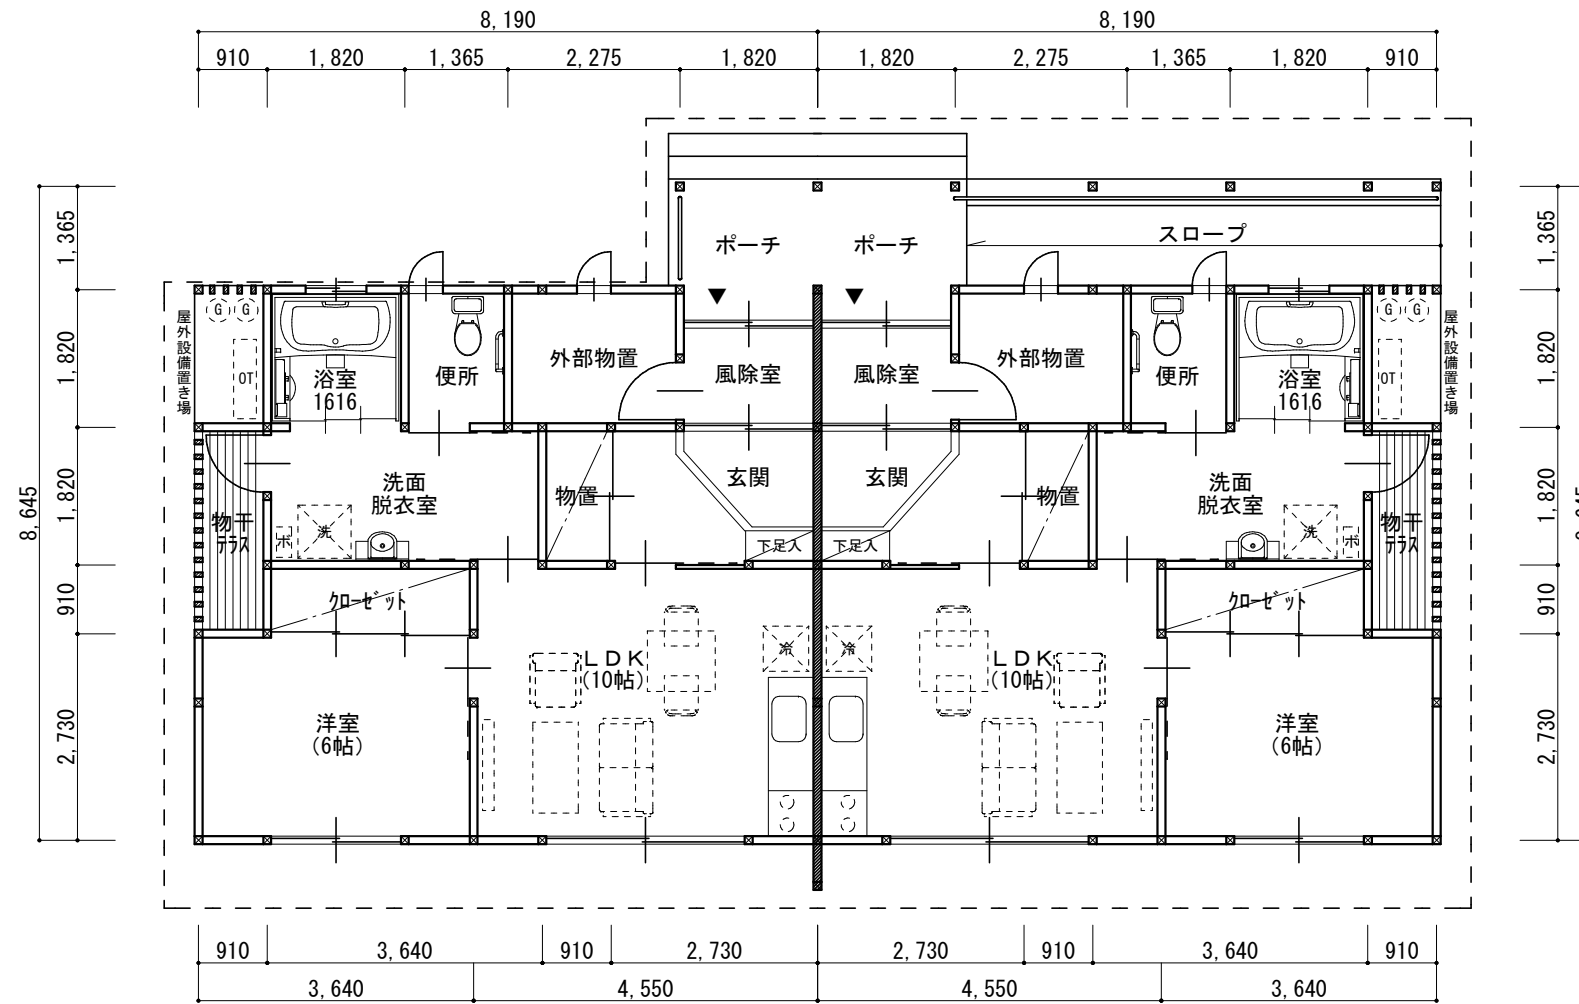 8,190 8,190
910 1,820 1,365 2,275 1,820 1,820 2,275 1,365 1,820 910
8,645
1,365
1,820
1,820
910
2,730
ポーチ ポーチ
スロープ
屋外設備置き場
G G
OT
浴室
1616
便所
外部物置
風除室
風除室
外部物置
便所
浴室
1616
G G
OT
屋外設備置き場
物干
テラス
ホ
洗
洗面
脱衣室
物置
玄関
下足入
玄関
下足入
物置
洗面
脱衣室
洗
ホ
物干
テラス
クローゼット
クローゼット
LDK
(10帖)
冷
冷
LDK
(10帖)
洋室
(6帖)
洋室
(6帖)
1,365
1,820
1,820
910
2,730
910 3,640 910 2,730 2,730 910 3,640 910
3,640 4,550 4,550 3,640